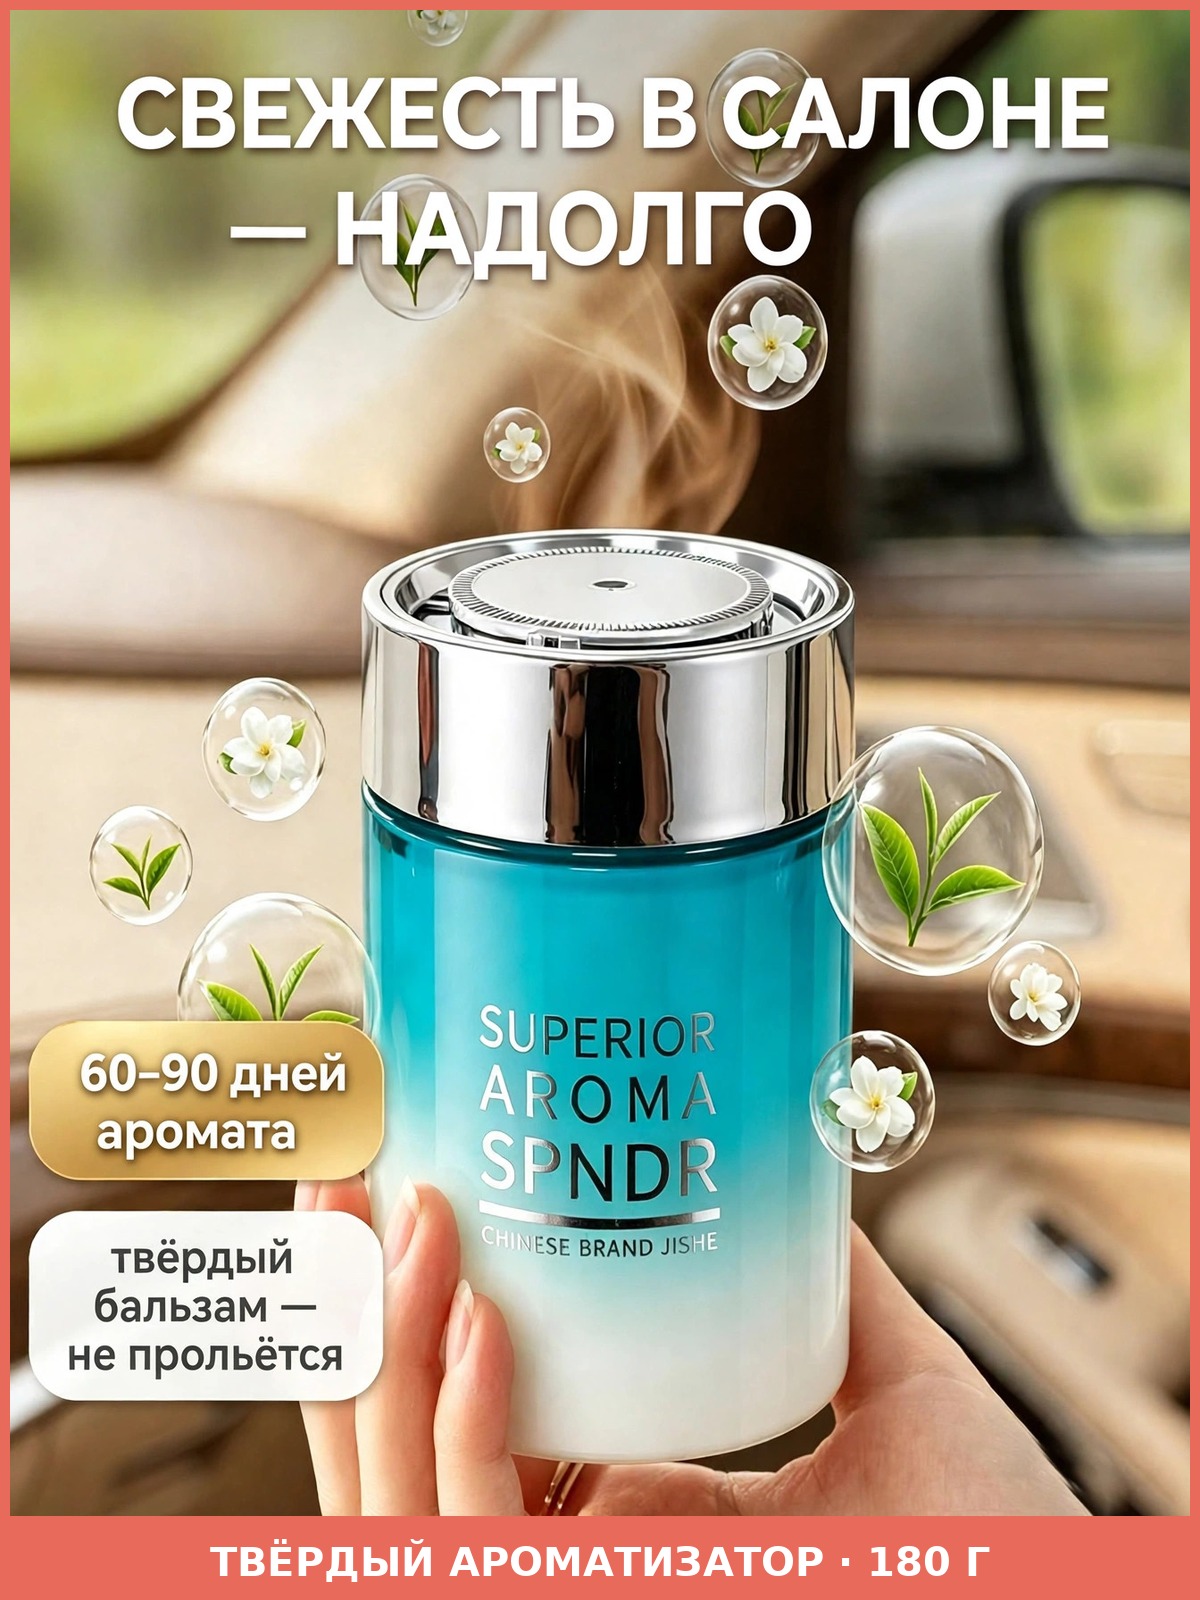 СВЕЖЕСТЬ В САЛОНЕ
— НАДОЛГО
SUPERIOR
AROMA
SPNDR
CHINESE BRAND JISHE
60–90 дней
аромата
твёрдый
бальзам —
не прольётся
ТВЁРДЫЙ АРОМАТИЗАТОР · 180 Г